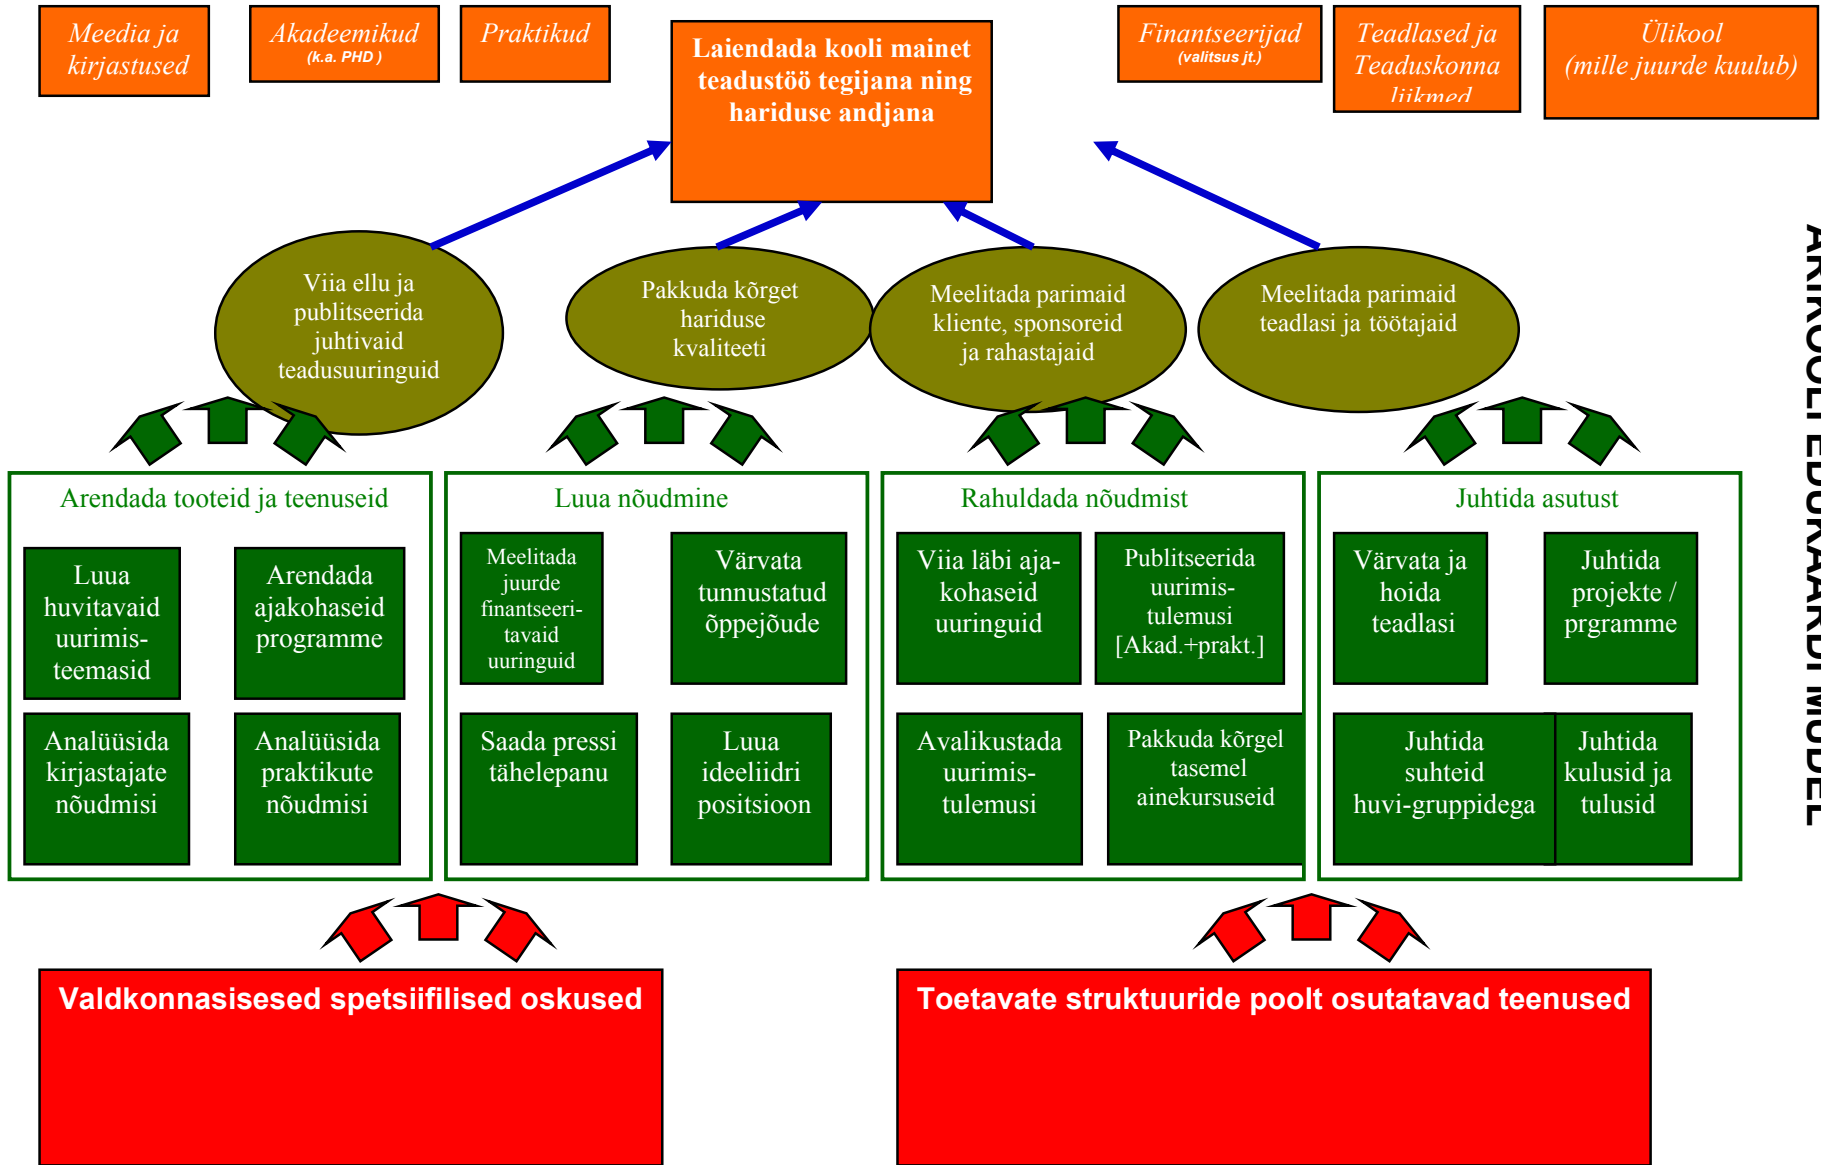 Meedia ja
kirjastused
Akadeemikud
(k.a. PHD )
Praktikud
Laiendada kooli mainet
teadustöö tegijana ning
hariduse andjana
Finantseerijad
(valitsus jt.)
Teadlased ja
Teaduskonna
liikmed
Ülikool
(mille juurde kuulub)
Viia ellu ja
publitseerida
juhtivaid
teadusuuringuid
Pakkuda kõrget
hariduse
kvaliteeti
Meelitada parimaid
kliente, sponsoreid
ja rahastajaid
Meelitada parimaid
teadlasi ja töötajaid
ÄRIKOOLI EDUKAARDI MUDEL
Arendada tooteid ja teenuseid
Luua
huvitavaid
uurimis-
teemasid
Arendada
ajakohaseid
programme
Analüüsida
kirjastajate
nõudmisi
Analüüsida
praktikute
nõudmisi
Luua nõudmine
Meelitada
juurde
finantseeri-
tavaid
uuringuid
Värvata
tunnustatud
õppejõude
Saada pressi
tähelepanu
Luua
ideeliidri
positsioon
Rahuldada nõudmist
Viia läbi aja-
kohaseid
uuringuid
Publitseerida
uurimis-
tulemusi
[Akad.+prakt.]
Avalikustada
uurimis-
tulemusi
Pakkuda kõrgel
tasemel
ainekursuseid
Juhtida asutust
Värvata ja
hoida
teadlasi
Juhtida
projekte /
prgramme
Juhtida
suhteid
huvi-gruppidega
Juhtida
kulusid ja
tulusid
Valdkonnasisesed spetsiifilised oskused
Toetavate struktuuride poolt osutatavad teenused